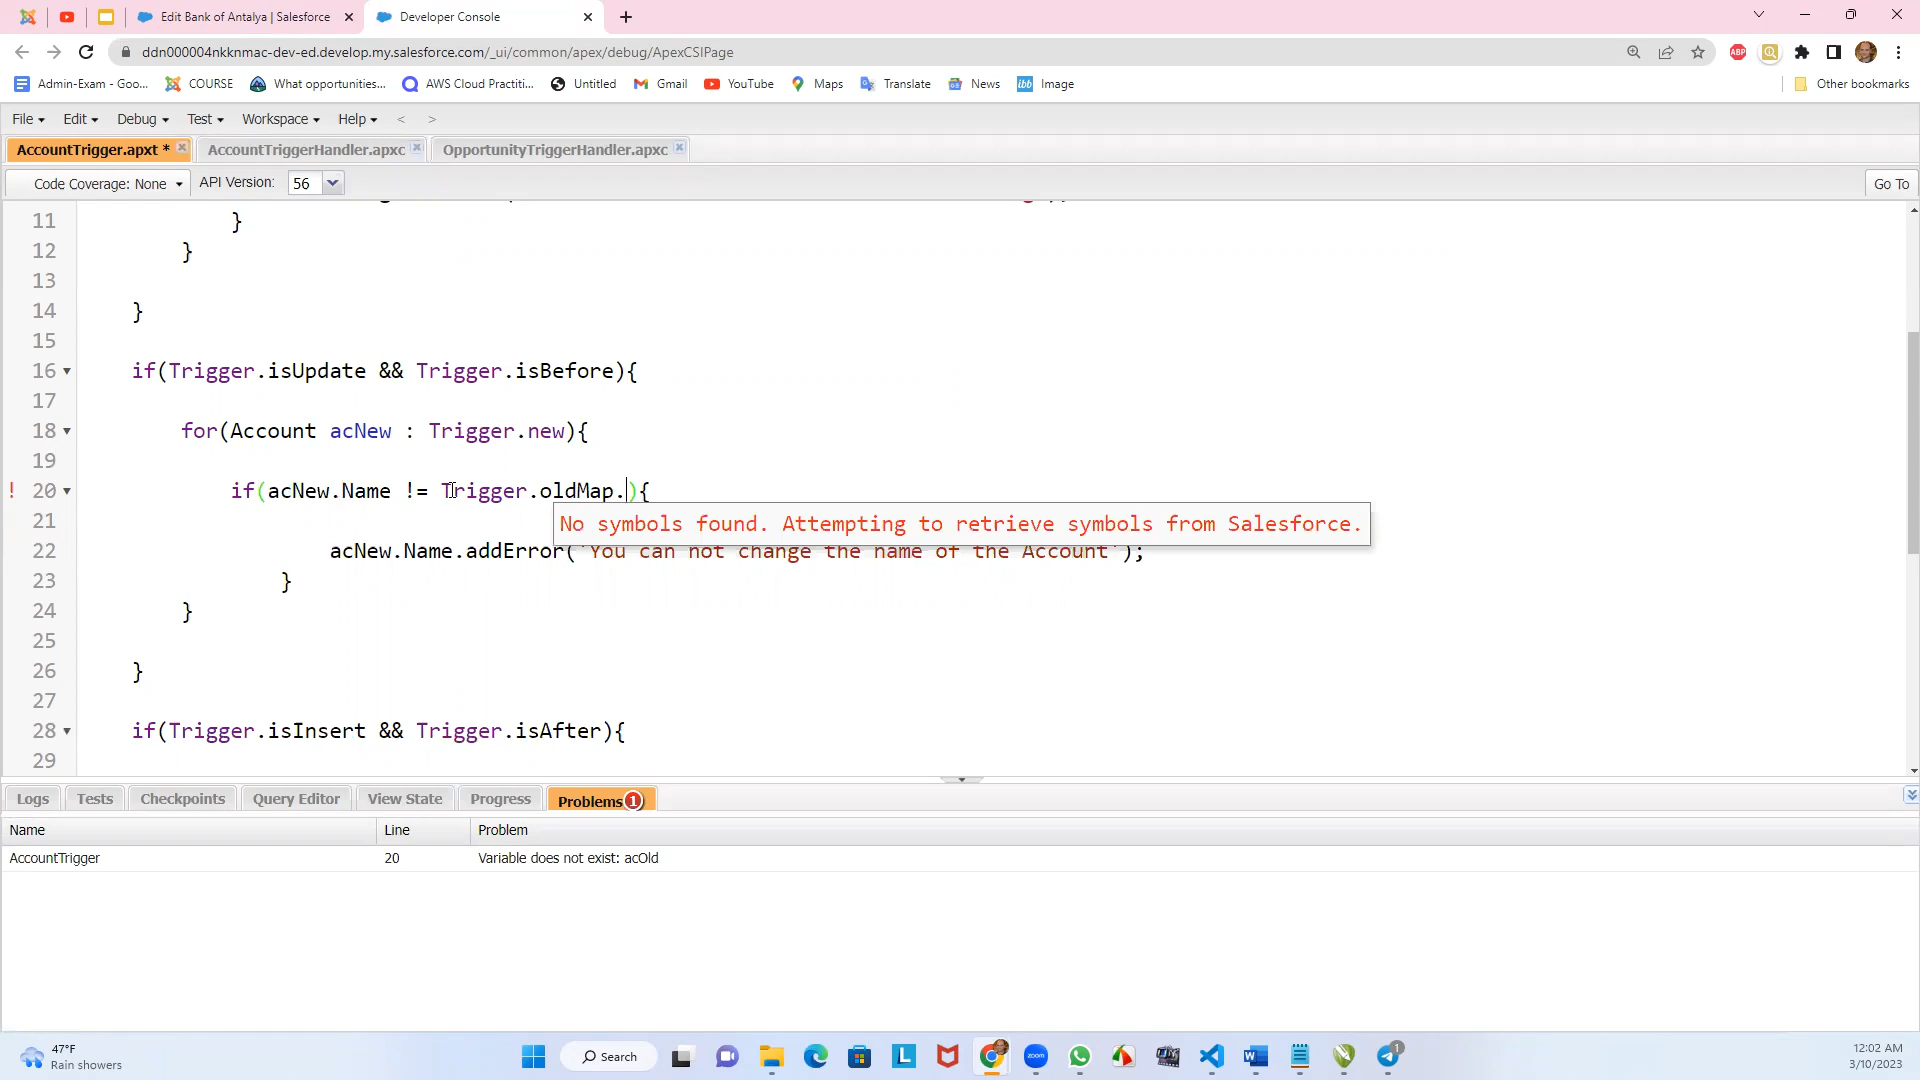 Edit Bank of Antalya | Salesforce
Developer Console
ddn000004nkknmac-dev-ed.develop.my.salesforce.com/_ui/common/apex/debug/ApexCSIPage
ABP
Admin-Exam - Goo...
COURSE
What opportunities...
AWS Cloud Practiti...
Untitled
Gmail
YouTube
Maps
Translate
News
ibb
Image
Other bookmarks
File
Edit
Debug
Test
Workspace
Help
<
>
AccountTrigger.apxt *
AccountTriggerHandler.apxc
OpportunityTriggerHandler.apxc
Code Coverage: None
API Version:
56
Go To
11 }
12 }
13
14 }
15
16 if(Trigger.isUpdate && Trigger.isBefore){
17
18 for(Account acNew : Trigger.new){
19
! 20 if(acNew.Name != Trigger.oldMap.){
No symbols found. Attempting to retrieve symbols from Salesforce.
21
22 acNew.Name.addError('You can not change the name of the Account');
23 }
24 }
25
26 }
27
28 if(Trigger.isInsert && Trigger.isAfter){
29
Logs
Tests
Checkpoints
Query Editor
View State
Progress
Problems 1
Name
Line
Problem
AccountTrigger
20
Variable does not exist: acOld
47°F
Rain showers
Search
L
zoom
1
12:02 AM
3/10/2023